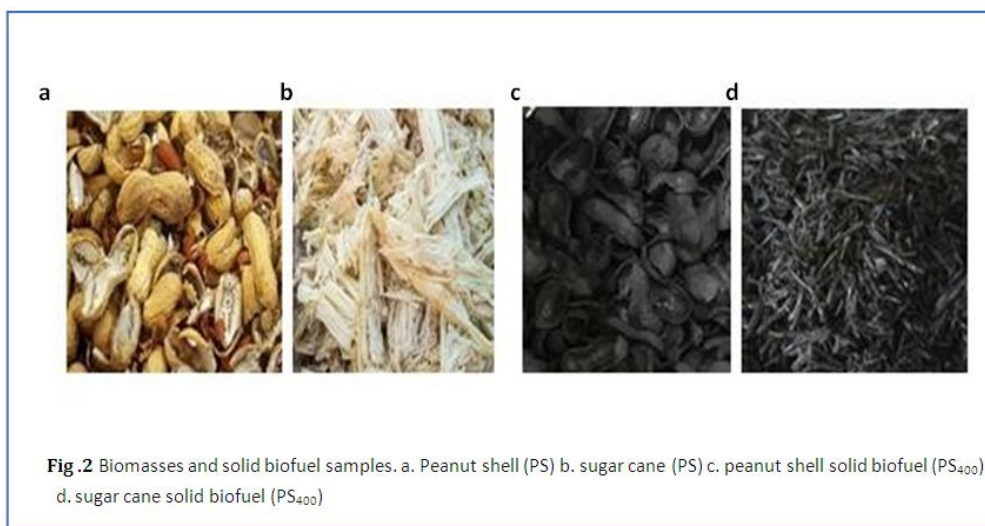 a b c d
Fig .2 Biomasses and solid biofuel samples. a. Peanut shell (PS) b. sugar cane (PS) c. peanut shell solid biofuel (PS₄₀₀)
d. sugar cane solid biofuel (PS₄₀₀)